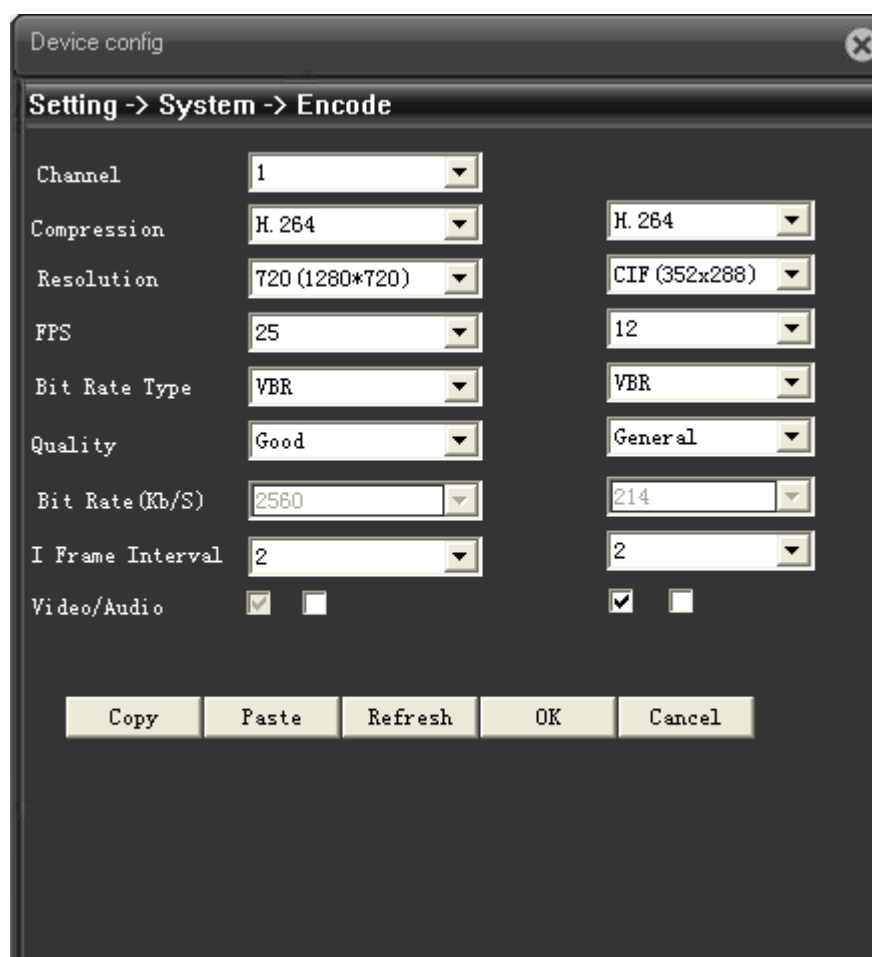 Device config
Setting -> System -> Encode
Channel 1
Compression H.264 H.264
Resolution 720(1280*720) CIF(352x288)
FPS 25 12
Bit Rate Type VBR VBR
Quality Good General
Bit Rate(Kb/S) 2560 214
I Frame Interval 2 2
Video/Audio
Copy Paste Refresh OK Cancel